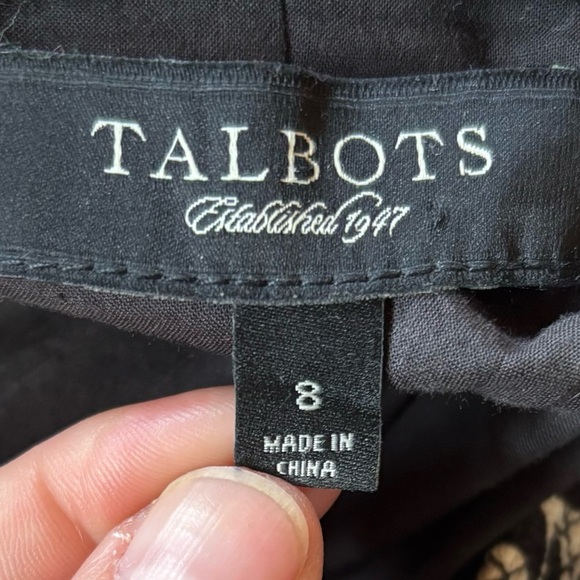 TALBOTS
Established 1947
8
MADE IN
CHINA